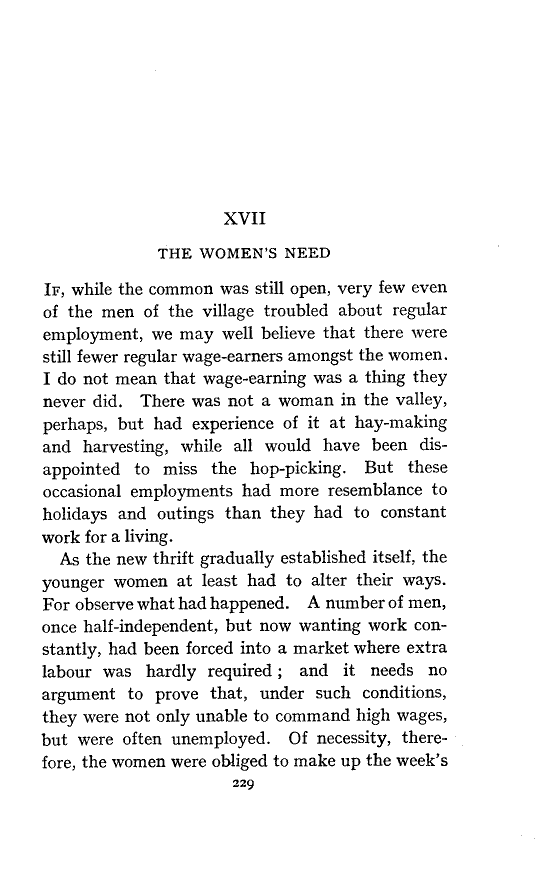 XVII
THE WOMEN'S NEED
IF, while the common was still open, very few even
of the men of the village troubled about regular
employment, we may well believe that there were
still fewer regular wage-earners amongst the women.
I do not mean that wage-earning was a thing they
never did. There was not a woman in the valley,
perhaps, but had experience of it at hay-making
and harvesting, while all would have been dis-
appointed to miss the hop-picking. But these
occasional employments had more resemblance to
holidays and outings than they had to constant
work for a living.
As the new thrift gradually established itself, the
younger women at least had to alter their ways.
For observe what had happened. A number of men,
once half-independent, but now wanting work con-
stantly, had been forced into a market where extra
labour was hardly required ; and it needs no
argument to prove that, under such conditions,
they were not only unable to command high wages,
but were often unemployed. Of necessity, there-
fore, the women were obliged to make up the week's
229